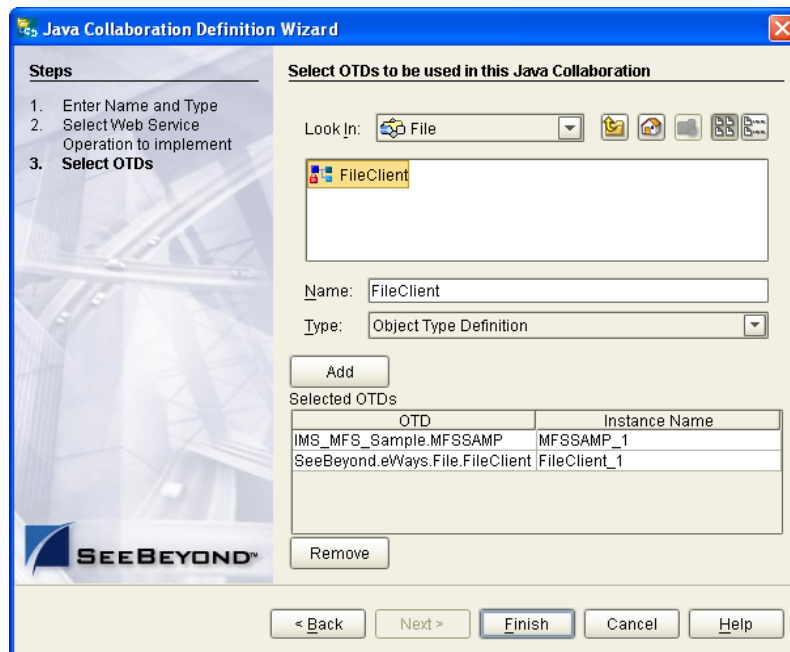 Java Collaboration Definition Wizard
Steps
1. Enter Name and Type
2. Select Web Service
Operation to implement
3. Select OTDs
Select OTDs to be used in this Java Collaboration
Look In: File
FileClient
Name: FileClient
Type: Object Type Definition
Add
Selected OTDs
OTD Instance Name
IMS_MFS_Sample.MFSSAMP MFSSAMP_1
SeeBeyond.eWays.File.FileClient FileClient_1
Remove
SEEBEYOND™
< Back Next > Finish Cancel Help